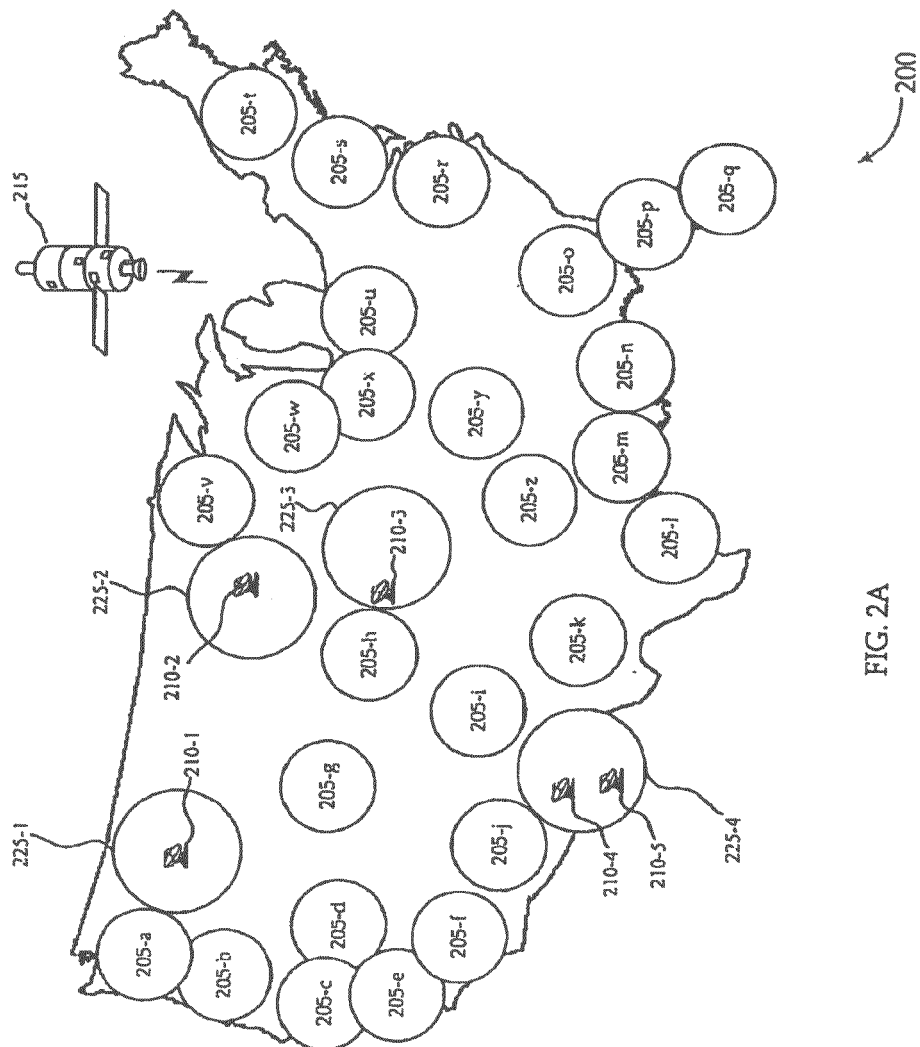 225-1
215
225-2
205-a
210-2
210-1
205-v
205-b
205-t
225-3
205-w
205-c
205-g
205-d
205-s
205-h
205-x
205-u
205-e
210-3
205-r
205-f
205-i
205-y
205-j
205-z
205-o
205-k
210-4
205-m
205-n
205-p
210-5
205-l
205-q
225-4
FIG. 2A
200